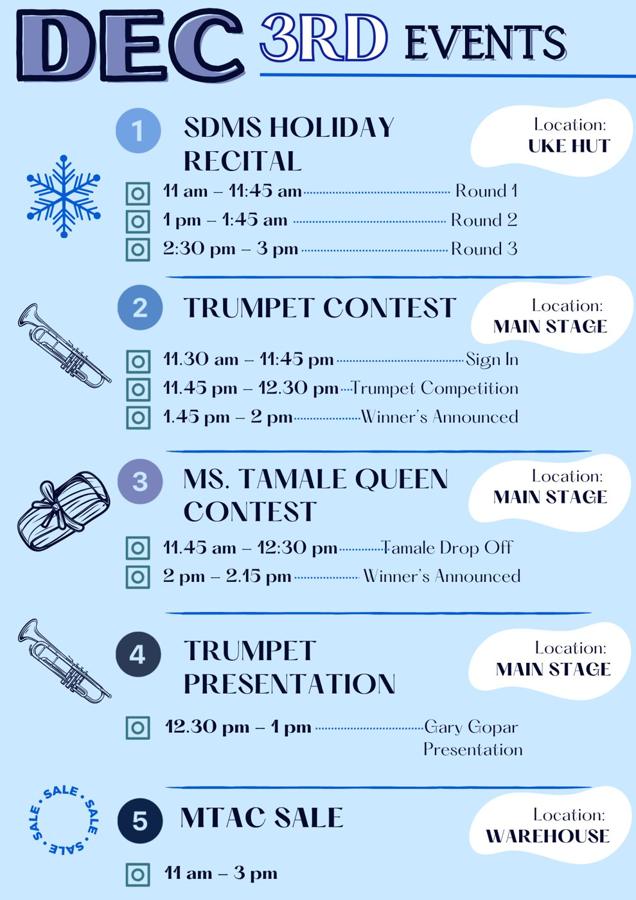 DEC 3RD EVENTS
1 SDMS HOLIDAY
RECITAL
Location:
UKE HUT
11 am – 11:45 am Round 1
1 pm – 1:45 am Round 2
2:30 pm – 3 pm Round 3
2 TRUMPET CONTEST
Location:
MAIN STAGE
11.30 am – 11:45 pm Sign In
11.45 pm – 12.30 pm Trumpet Competition
1.45 pm – 2 pm Winner's Announced
3 MS. TAMALE QUEEN
CONTEST
Location:
MAIN STAGE
11.45 am – 12:30 pm Tamale Drop Off
2 pm – 2.15 pm Winner's Announced
4 TRUMPET
PRESENTATION
Location:
MAIN STAGE
12.30 pm – 1 pm Gary Gopar
Presentation
SALE • SALE • SALE • SALE • SALE •
5 MTAC SALE
Location:
WAREHOUSE
11 am – 3 pm